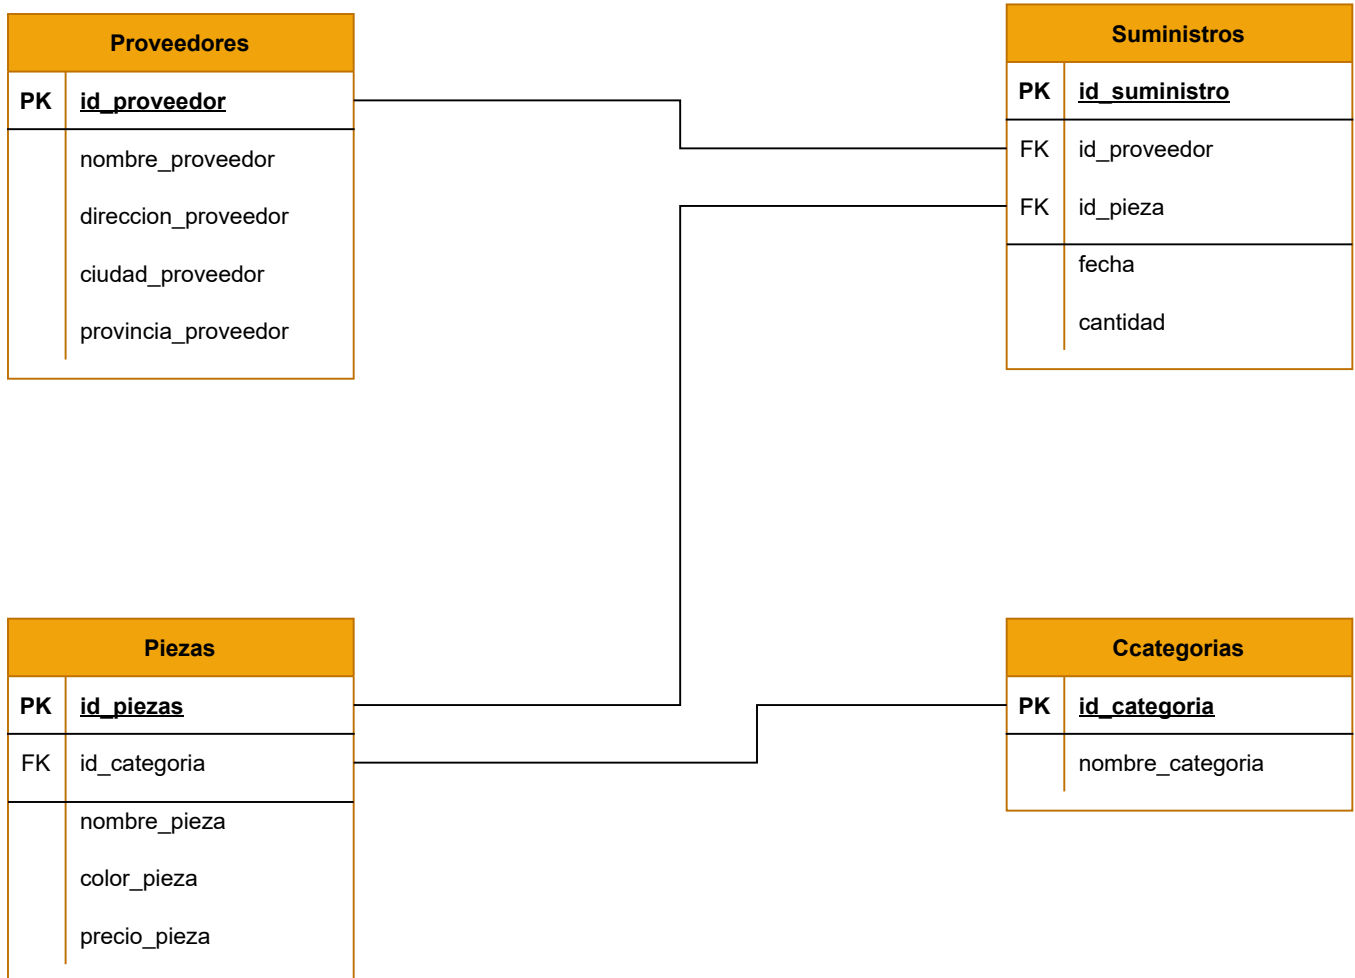 Proveedores
PK id_proveedor
nombre_proveedor
direccion_proveedor
ciudad_proveedor
provincia_proveedor
Suministros
PK id_suministro
FK id_proveedor
FK id_pieza
fecha
cantidad
Piezas
PK id_piezas
FK id_categoria
nombre_pieza
color_pieza
precio_pieza
Ccategorias
PK id_categoria
nombre_categoria